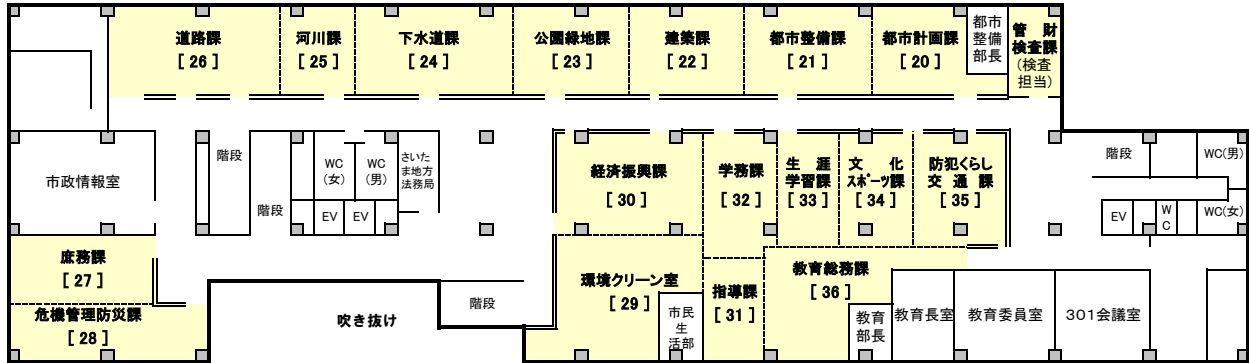 道路課
[ 26 ]
河川課
[ 25 ]
下水道課
[ 24 ]
公園緑地課
[ 23 ]
建築課
[ 22 ]
都市整備課
[ 21 ]
都市計画課
[ 20 ]
都市
整備
部長
管 財
検査課
(検査
担当)
市政情報室
階段
階段
WC
(女)
WC
(男)
EV
EV
さいた
ま地方
法務局
経済振興課
[ 30 ]
学務課
[ 32 ]
生 涯
学習課
[ 33 ]
文 化
スポーツ課
[ 34 ]
防犯くらし
交 通 課
[ 35 ]
階段
WC(男)
EV
W
C
WC(女)
庶務課
[ 27 ]
危機管理防災課
[ 28 ]
吹き抜け
階段
環境クリーン室
[ 29 ]
市民
生
活部
指導課
[ 31 ]
教育総務課
[ 36 ]
教育
部長
教育長室
教育委員室
301会議室